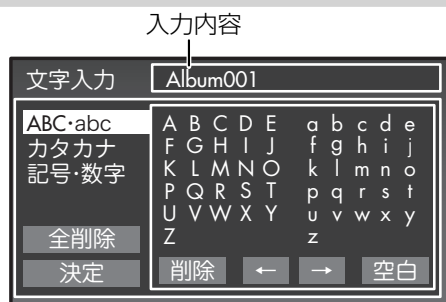 入力内容
文字入力 Album001
ABC・abc
カタカナ
記号・数字
全削除
決定
A B C D E a b c d e
F G H I J f g h i j
K L M N O k l m n o
P Q R S T p q r s t
U V W X Y u v w x y
Z z
削除 ← → 空白